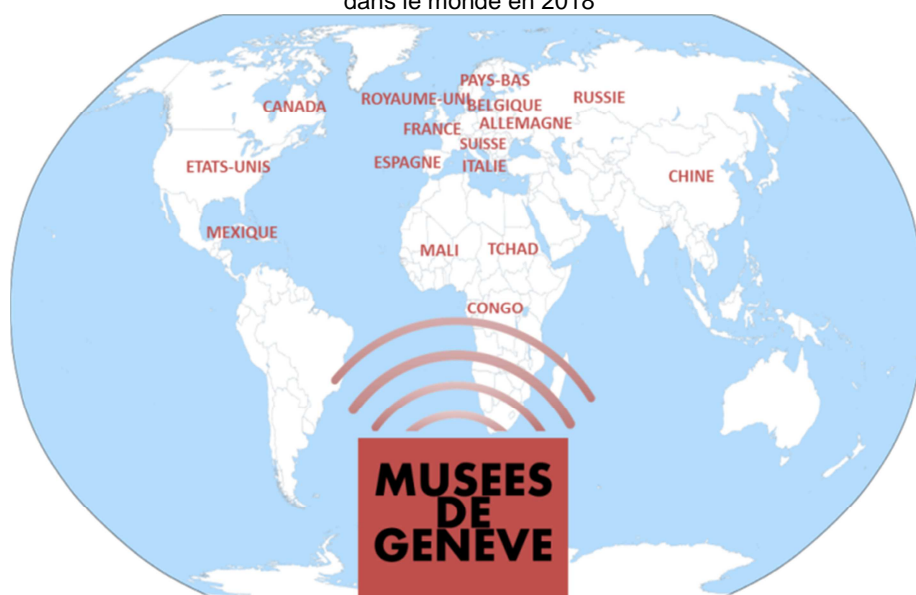 dans le monde en 2018
PAYS-BAS
CANADA
ROYAUME-UNI
BELGIQUE
RUSSIE
FRANCE
ALLEMAGNE
SUISSE
ETATS-UNIS
ESPAGNE
ITALIE
CHINE
MEXIQUE
MALI
TCHAD
CONGO
MUSEES
DE
GENEVE